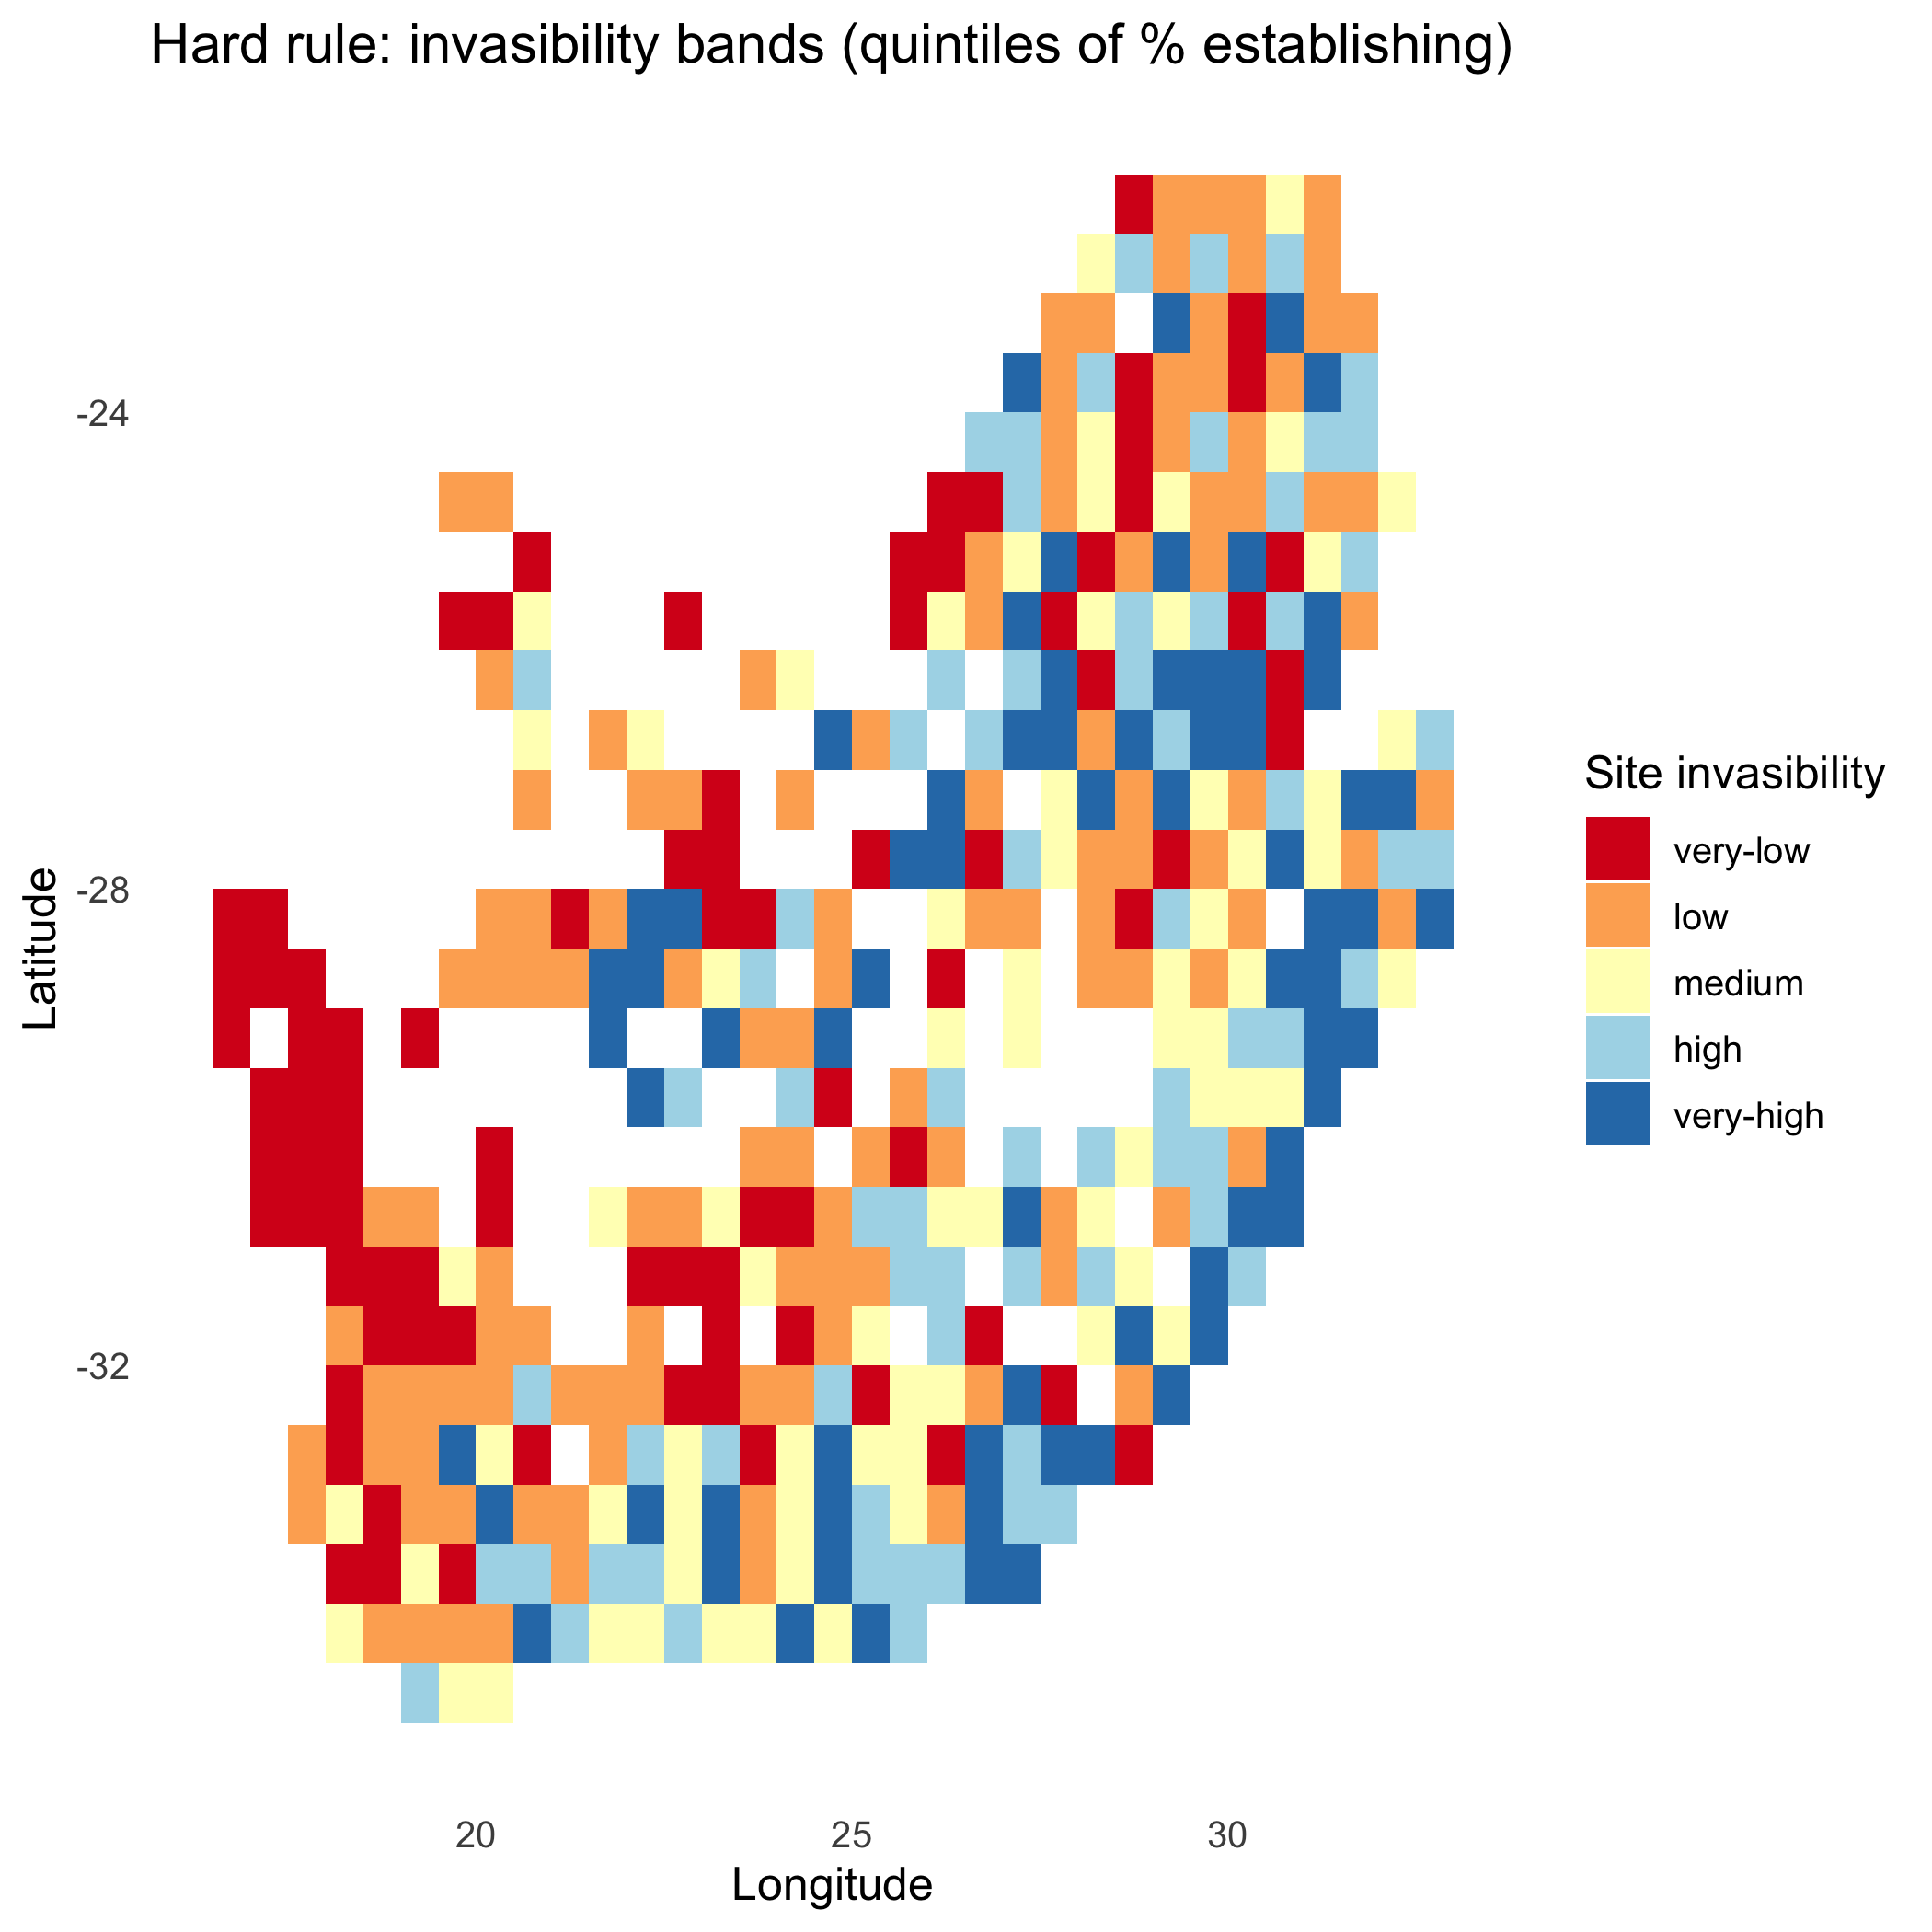 Hard rule: invasibility bands (quintiles of % establishing)
-24
-28
-32
Latitude
20 25 30
Longitude
Site invasibility
very-low
low
medium
high
very-high